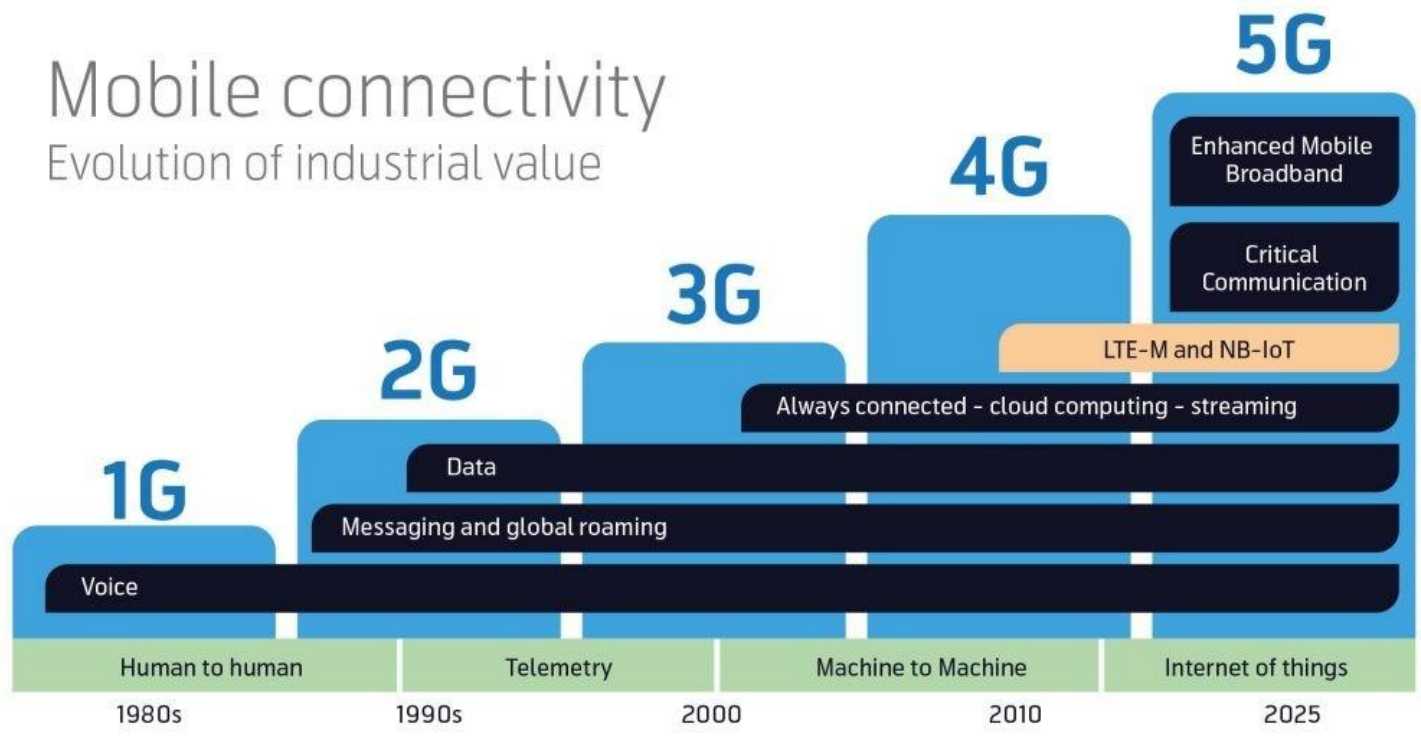 Mobile connectivity
Evolution of industrial value
5G
Enhanced Mobile
Broadband
4G
Critical
Communication
3G
LTE-M and NB-IoT
2G
Always connected - cloud computing - streaming
Data
1G
Messaging and global roaming
Voice
Human to human
Telemetry
Machine to Machine
Internet of things
1980s
1990s
2000
2010
2025